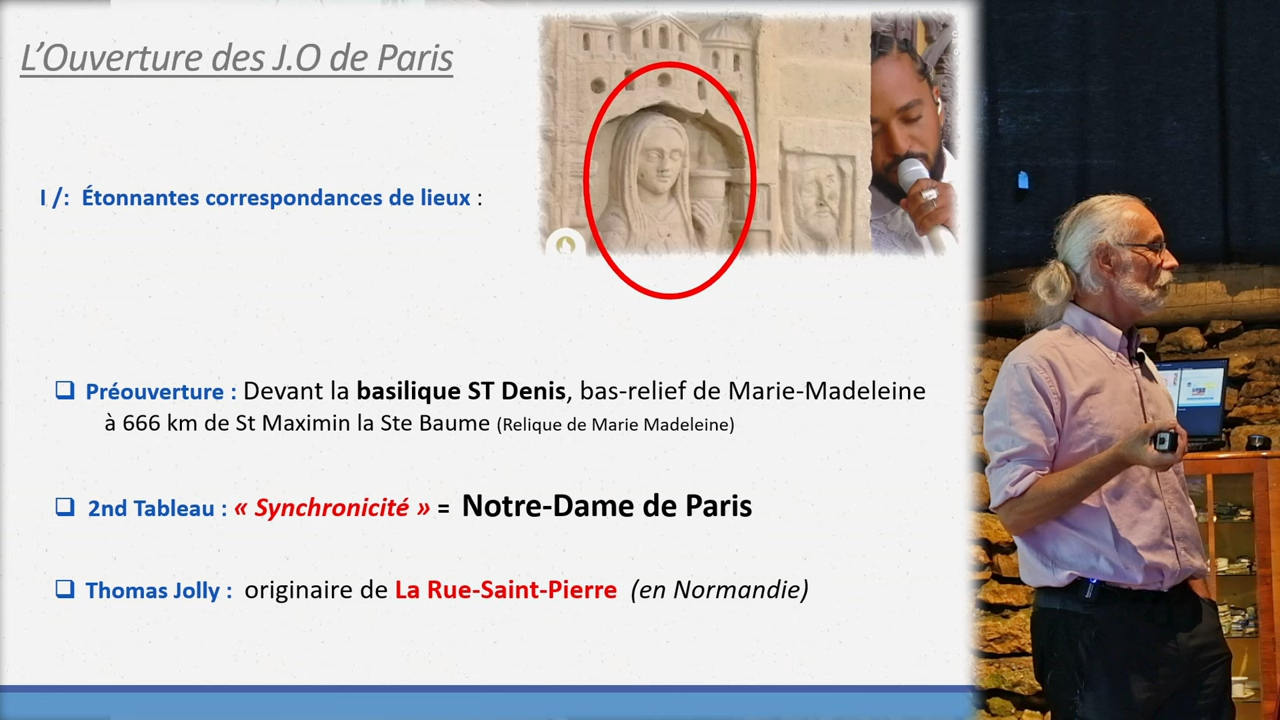 L'Ouverture des J.O de Paris
I /: Étonnantes correspondances de lieux :
❑ Préouverture : Devant la basilique ST Denis, bas-relief de Marie-Madeleine
à 666 km de St Maximin la Ste Baume (Relique de Marie Madeleine)
❑ 2nd Tableau : « Synchronicité » = Notre-Dame de Paris
❑ Thomas Jolly : originaire de La Rue-Saint-Pierre (en Normandie)